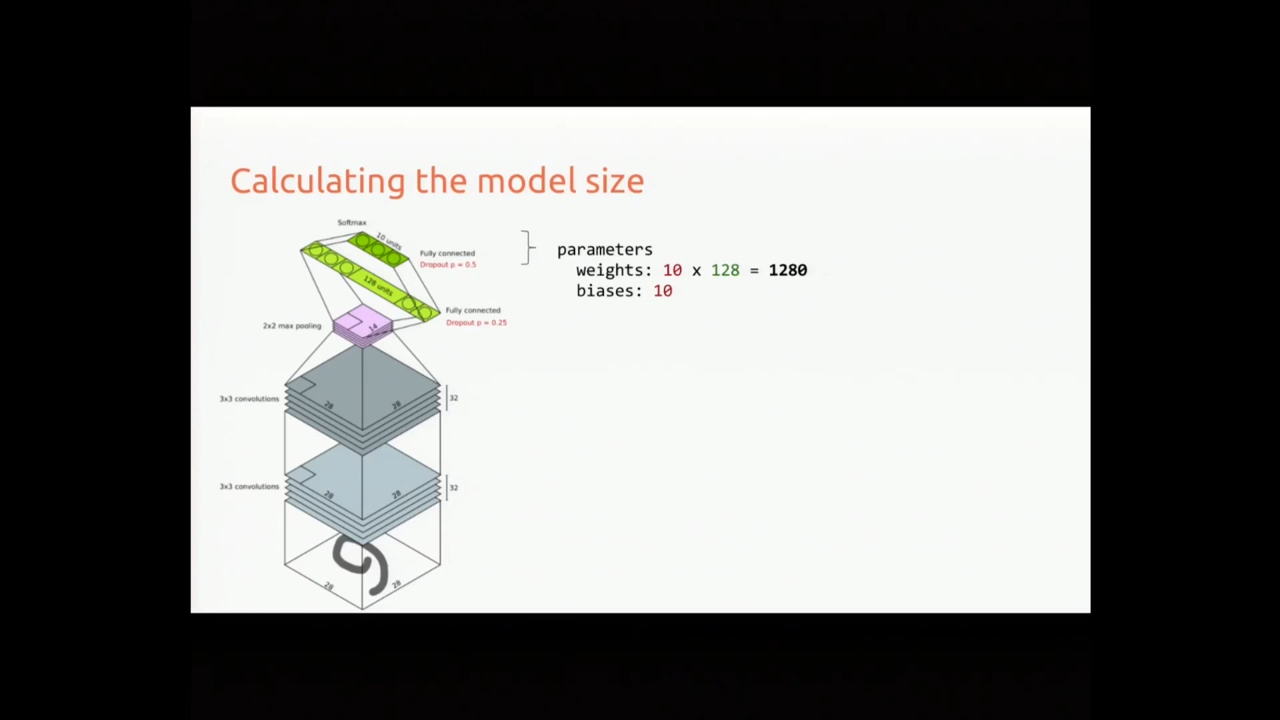 Calculating the model size
Softmax
10 units
Fully connected
Dropout p = 0.5
128 units
Fully connected
Dropout p = 0.25
2x2 max pooling
14
3x3 convolutions
28
28
32
3x3 convolutions
28
28
32
9
28
28
parameters
weights: 10 x 128 = 1280
biases: 10